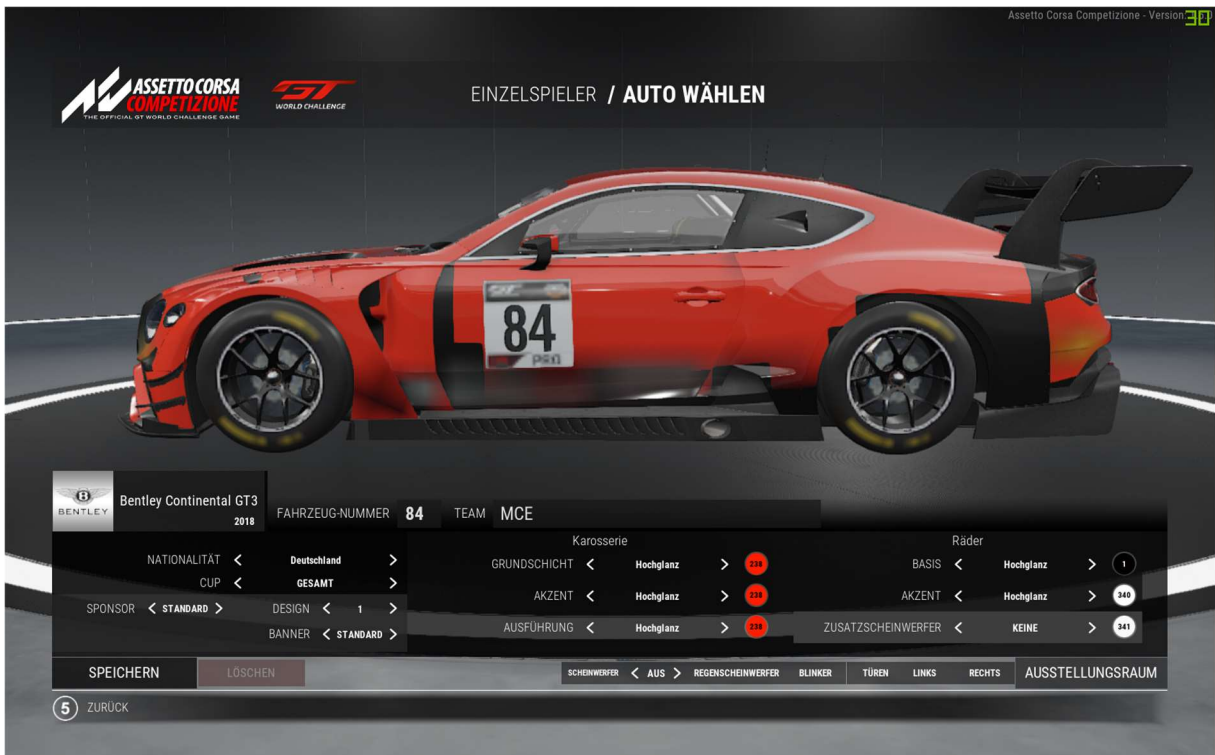 Assetto Corsa Competizione - Version:
30
ASSETTO CORSA
COMPETIZIONE
THE OFFICIAL GT WORLD CHALLENGE GAME
GT
WORLD CHALLENGE
EINZELSPIELER / AUTO WÄHLEN
84
PRO
BENTLEY
Bentley Continental GT3
2018
FAHRZEUG-NUMMER 84 TEAM MCE
NATIONALITÄT < Deutschland >
CUP < GESAMT >
SPONSOR < STANDARD > DESIGN < 1 >
BANNER < STANDARD >
Karosserie
GRUNDSCHICHT < Hochglanz > 238
AKZENT < Hochglanz > 238
AUSFÜHRUNG < Hochglanz > 238
Räder
BASIS < Hochglanz > 1
AKZENT < Hochglanz > 340
ZUSATZSCHEINWERFER < KEINE > 341
SPEICHERN LÖSCHEN SCHEINWERFER < AUS > REGENSCHEINWERFER BLINKER TÜREN LINKS RECHTS AUSSTELLUNGSRAUM
5 ZURÜCK